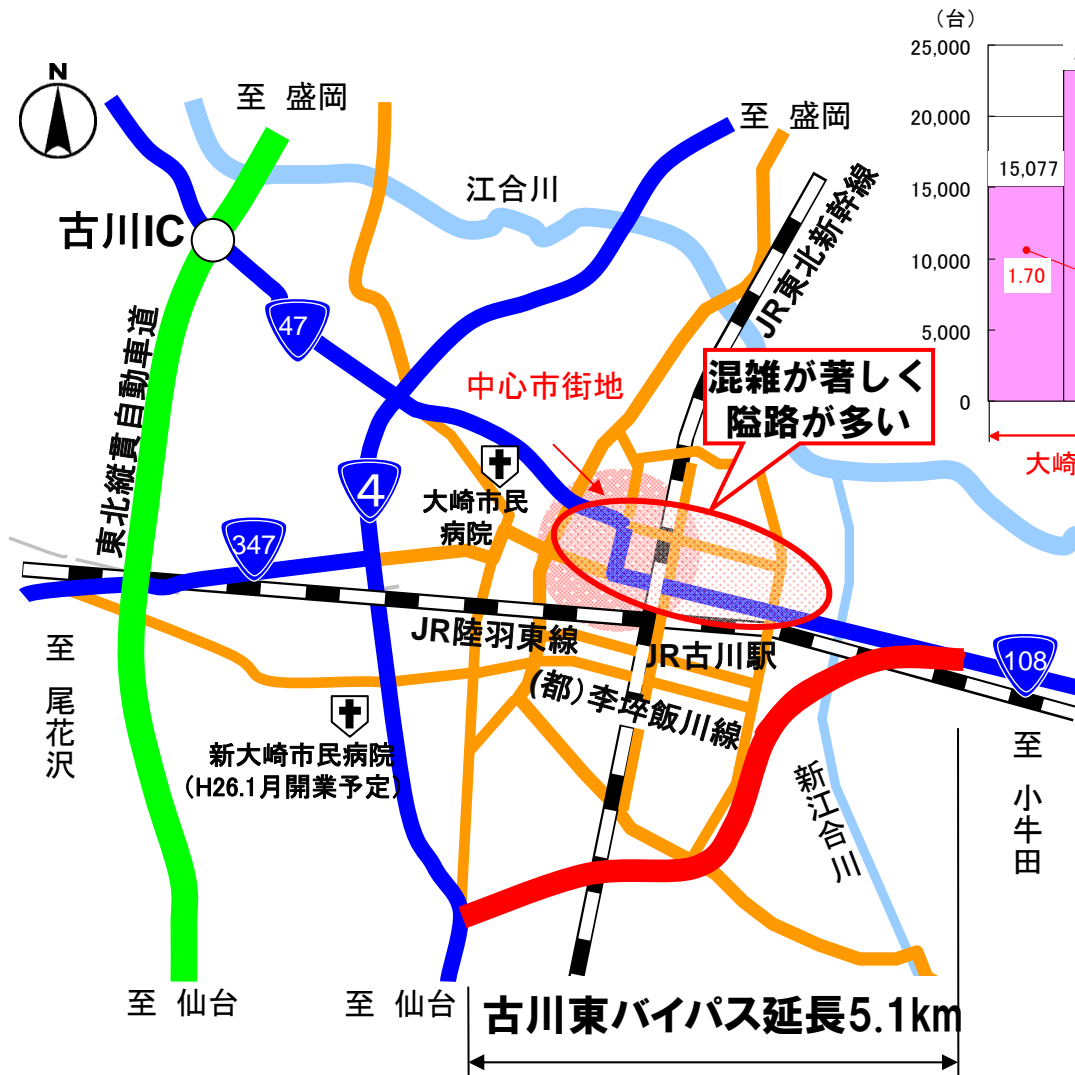 (台)
25,000
20,000
15,000
10,000
5,000
0
15,077
1.70
大崎
N
至 盛岡
至 盛岡
江合川
古川IC
47
JR東北新幹線
東北縦貫自動車道
中心市街地
混雑が著しく
隘路が多い
4
大崎市民
病院
347
JR陸羽東線
JR古川駅
108
(都)李埣飯川線
至 尾花沢
新大崎市民病院
(H26.1月開業予定)
新江合川
至 小牛田
至 仙台
至 仙台
古川東バイパス延長5.1km